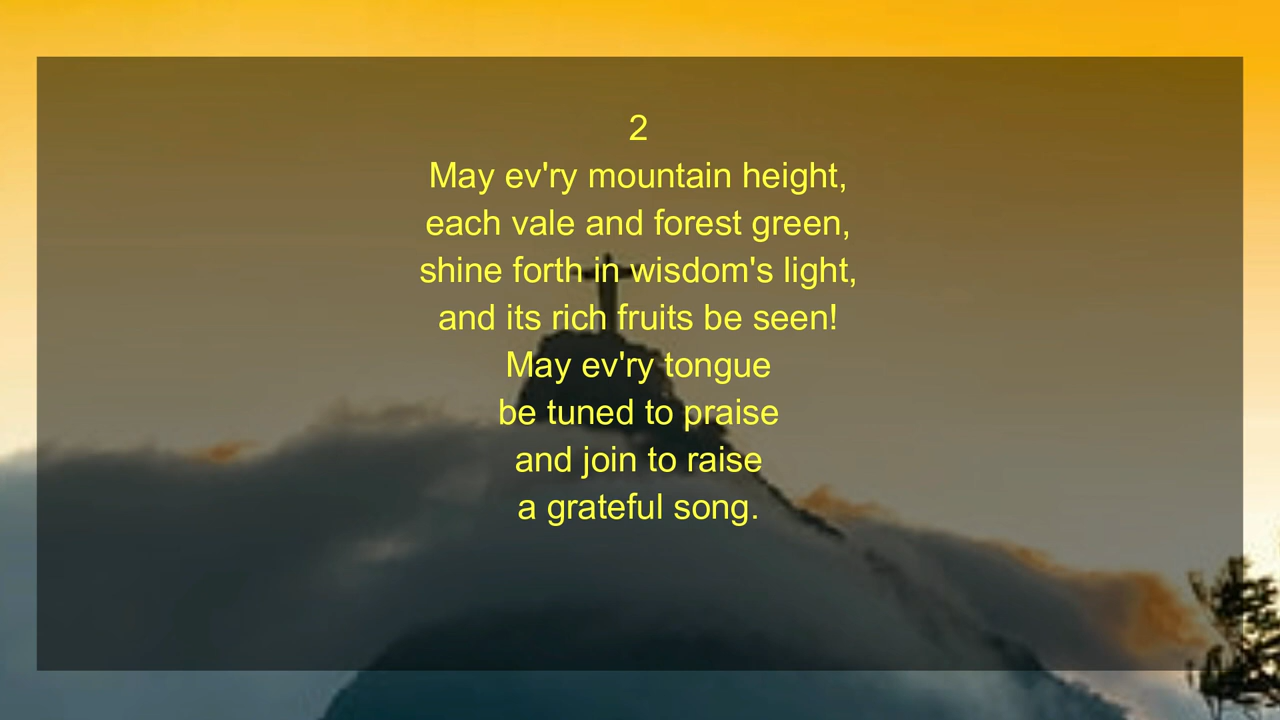 2
May ev'ry mountain height,
each vale and forest green,
shine forth in wisdom's light,
and its rich fruits be seen!
May ev'ry tongue
be tuned to praise
and join to raise
a grateful song.